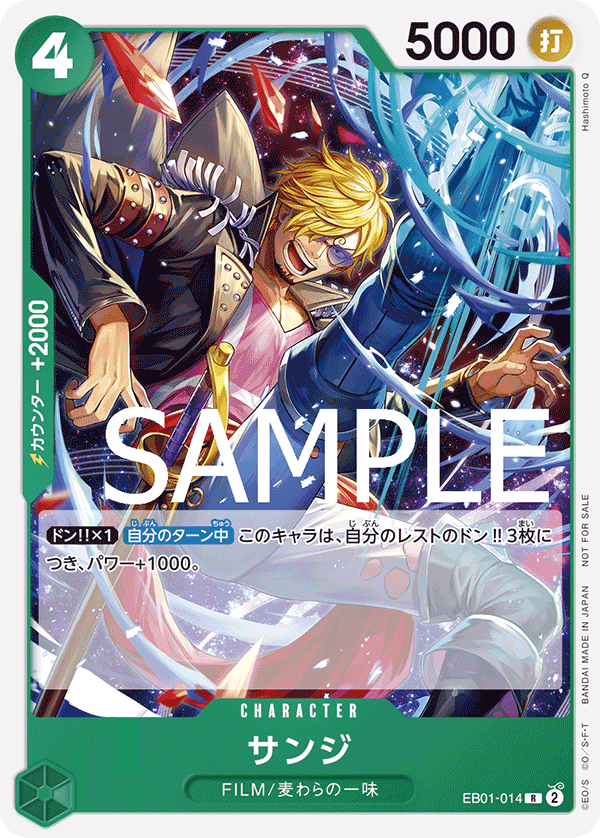 4
5000 打
Hashimoto Q
カウンター +2000
SAMPLE
ドン!!×1 自分のターン中 このキャラは、自分のレストのドン!!3枚に
つき、パワー+1000。
CHARACTER
サンジ
FILM/麦わらの一味
EB01-014 R 2
©E.O/S ©O/S・F・T BANDAI MADE IN JAPAN NOT FOR SALE